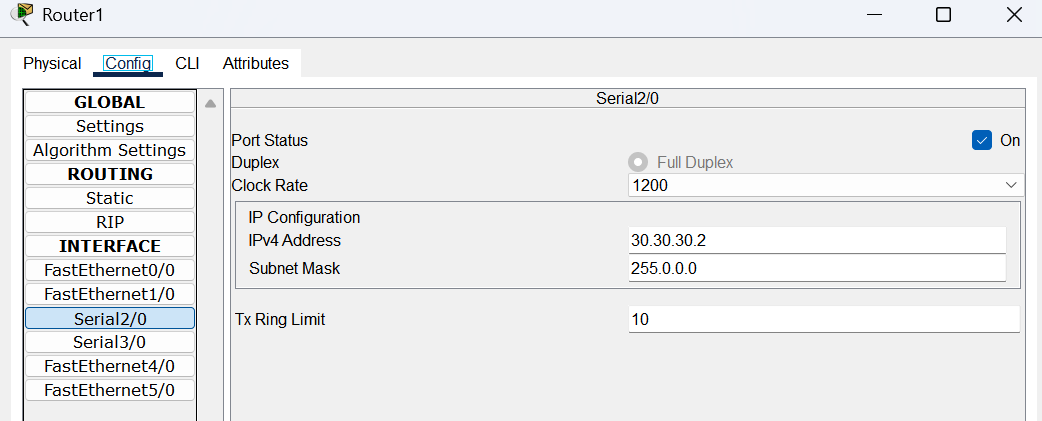 Router1
Physical Config CLI Attributes
GLOBAL
Settings
Algorithm Settings
ROUTING
Static
RIP
INTERFACE
FastEthernet0/0
FastEthernet1/0
Serial2/0
Serial3/0
FastEthernet4/0
FastEthernet5/0
Serial2/0
Port Status On
Duplex Full Duplex
Clock Rate 1200
IP Configuration
IPv4 Address 30.30.30.2
Subnet Mask 255.0.0.0
Tx Ring Limit 10